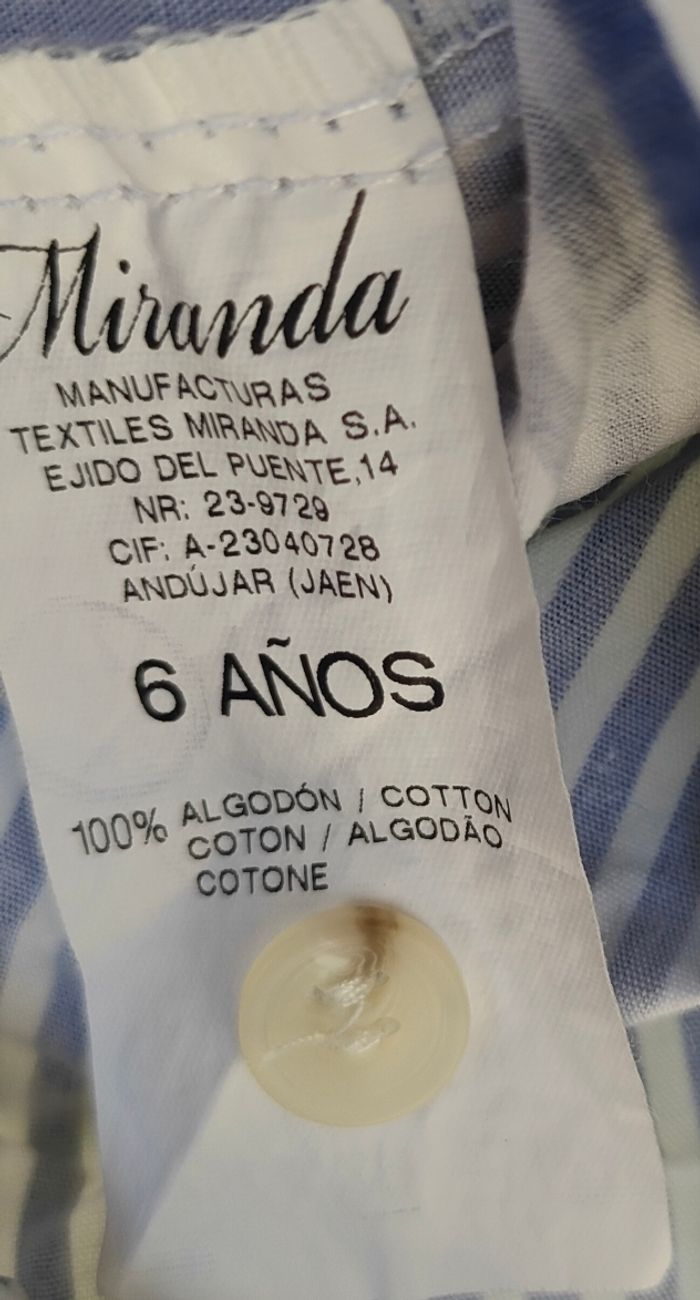 Miranda
MANUFACTURAS
TEXTILES MIRANDA S.A.
EJIDO DEL PUENTE,14
NR: 23-9729
CIF: A-23040728
ANDÚJAR (JAEN)
6 AÑOS
100% ALGODÓN / COTTON
COTON / ALGODÃO
COTONE